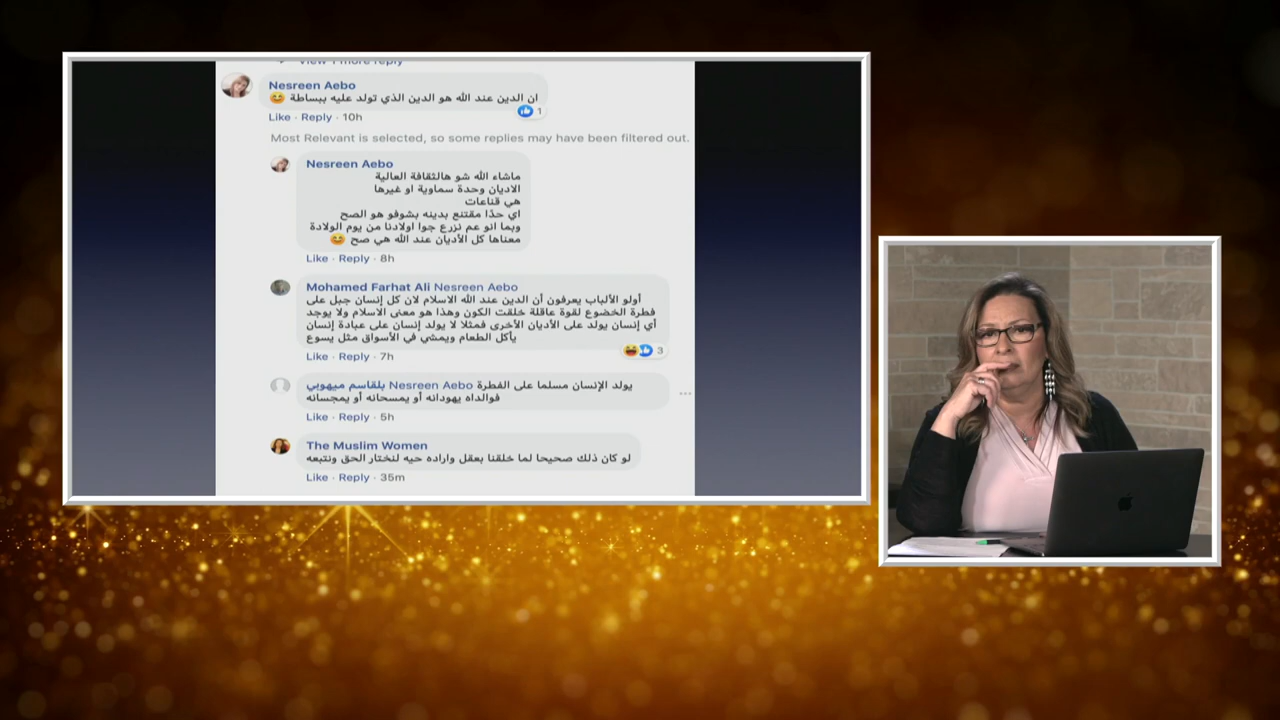 View 1 more reply
Nesreen Aebo
ان الدين عند الله هو الدين الذي تولد عليه ببساطة 😊
1
Like · Reply · 10h
Most Relevant is selected, so some replies may have been filtered out.
Nesreen Aebo
ماشاء الله شو هالثقافة العالية
الاديان وحدة سماوية او غيرها
هي قناعات
اي حدًا مقتنع بدينه بشوفو هو الصح
وبما انو عم نزرع جوا اولادنا من يوم الولادة
معناها كل الأديان عند الله هي صح 😊
Like · Reply · 8h
Mohamed Farhat Ali Nesreen Aebo
أولو الألباب يعرفون أن الدين عند الله الاسلام لان كل إنسان جبل على
فطرة الخضوع لقوة عاقلة خلقت الكون وهذا هو معنى الاسلام ولا يوجد
أي إنسان يولد على الأديان الأخرى فمثلا لا يولد إنسان على عبادة إنسان
يأكل الطعام ويمشي في الأسواق مثل يسوع
3
Like · Reply · 7h
بلقاسم ميهوبي Nesreen Aebo يولد الإنسان مسلما على الفطرة
فوالداه يهودانه أو يمسحانه أو يمجسانه
Like · Reply · 5h
The Muslim Women
لو كان ذلك صحيحا لما خلقنا بعقل واراده حيه لنختار الحق ونتبعه
Like · Reply · 35m